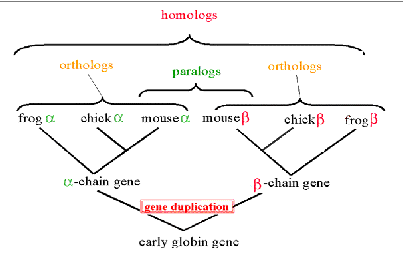 homologs
orthologs
paralogs
orthologs
frog α
chick α
mouse α
mouse β
chick β
frog β
α-chain gene
β-chain gene
gene duplication
early globin gene